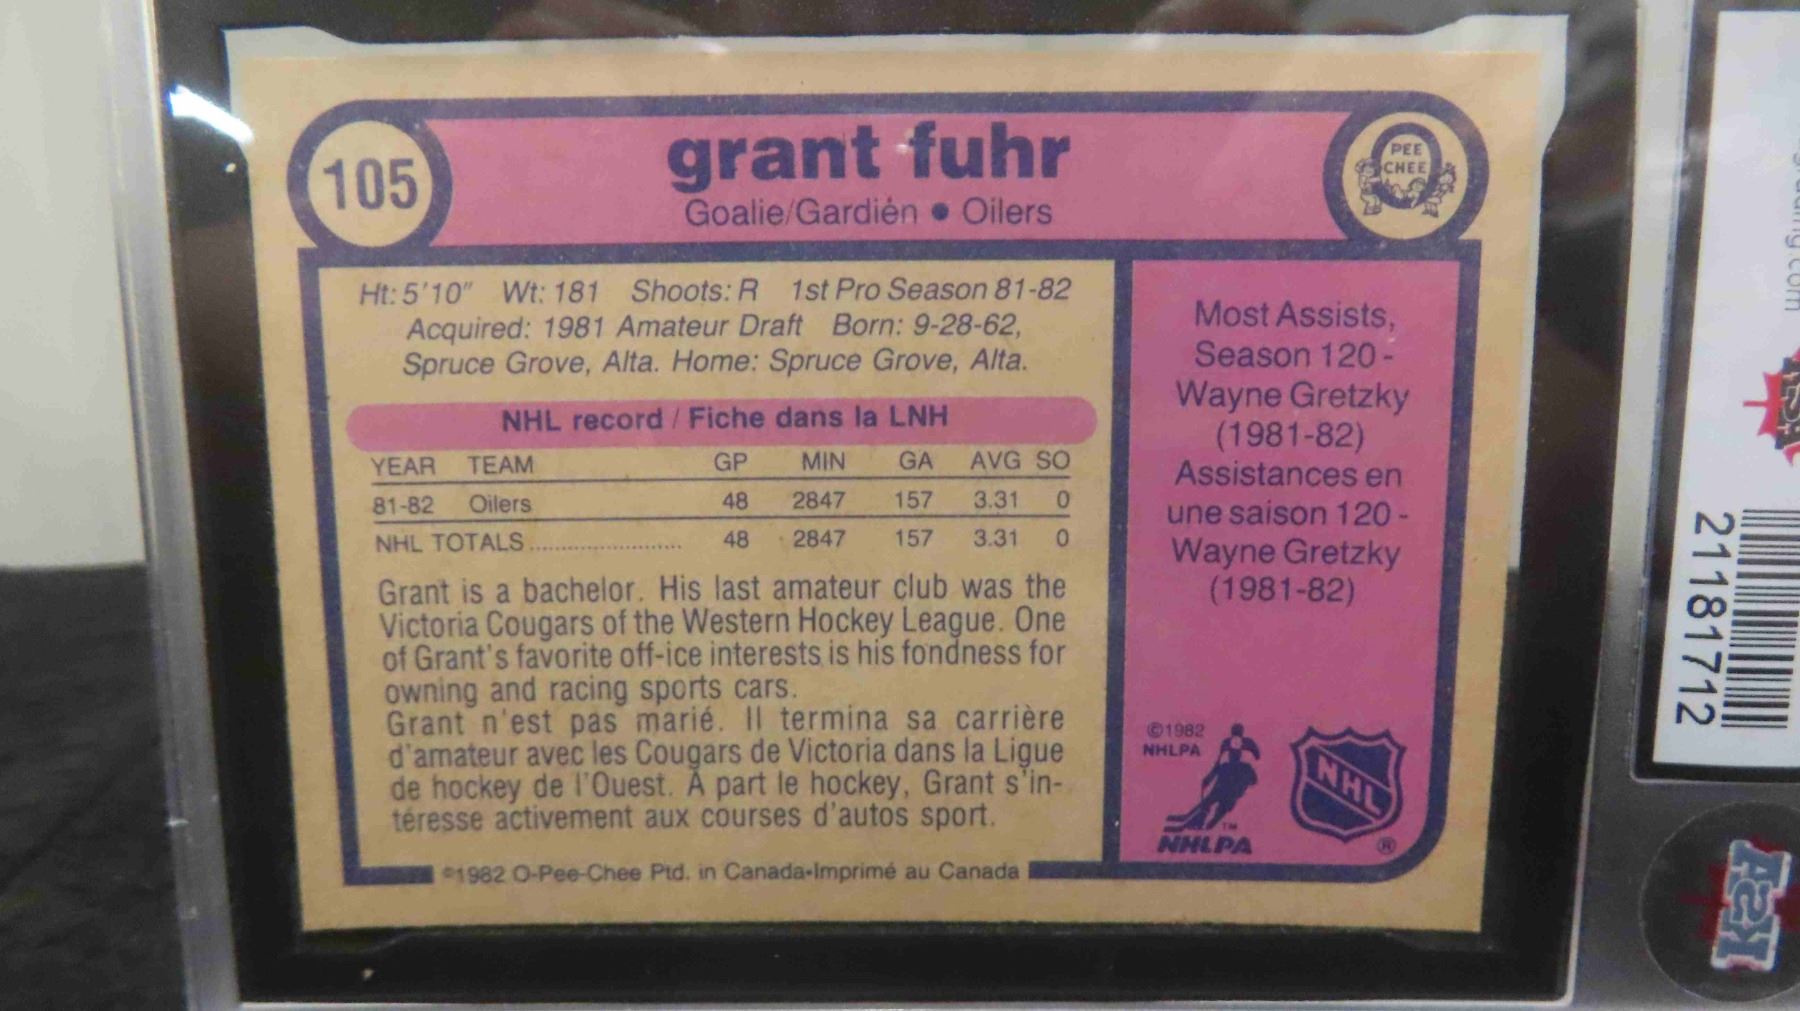 105
grant fuhr
Goalie/Gardién • Oilers
PEE
CHEE
Ht: 5'10" Wt: 181 Shoots: R 1st Pro Season 81-82
Acquired: 1981 Amateur Draft Born: 9-28-62,
Spruce Grove, Alta. Home: Spruce Grove, Alta.
NHL record / Fiche dans la LNH
YEAR TEAM GP MIN GA AVG SO
81-82 Oilers 48 2847 157 3.31 0
NHL TOTALS........................ 48 2847 157 3.31 0
Grant is a bachelor. His last amateur club was the
Victoria Cougars of the Western Hockey League. One
of Grant's favorite off-ice interests is his fondness for
owning and racing sports cars.
Grant n'est pas marié. Il termina sa carrière
d'amateur avec les Cougars de Victoria dans la Ligue
de hockey de l'Ouest. À part le hockey, Grant s'in-
téresse activement aux courses d'autos sport.
©1982 O-Pee-Chee Ptd. in Canada•Imprimé au Canada
Most Assists,
Season 120 -
Wayne Gretzky
(1981-82)
Assistances en
une saison 120 -
Wayne Gretzky
(1981-82)
©1982
NHLPA
TM
NHLPA
NHL
®
21181712
KSA